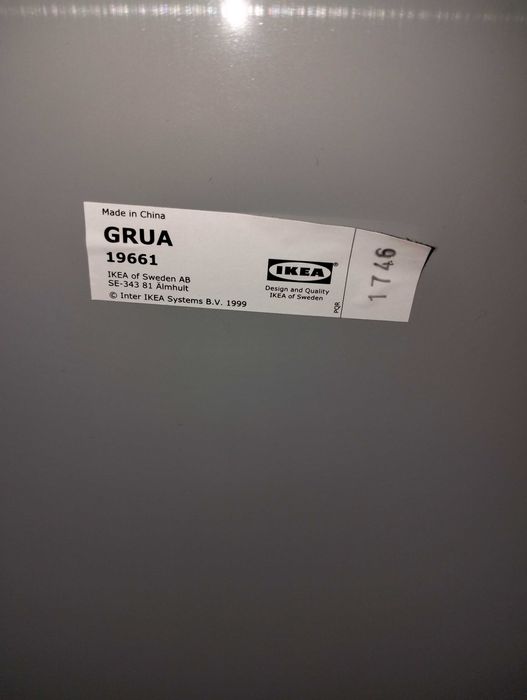 Made in China
GRUA
19661
IKEA of Sweden AB
SE-343 81 Älmhult
© Inter IKEA Systems B.V. 1999
IKEA®
Design and Quality
IKEA of Sweden
PQR
1746